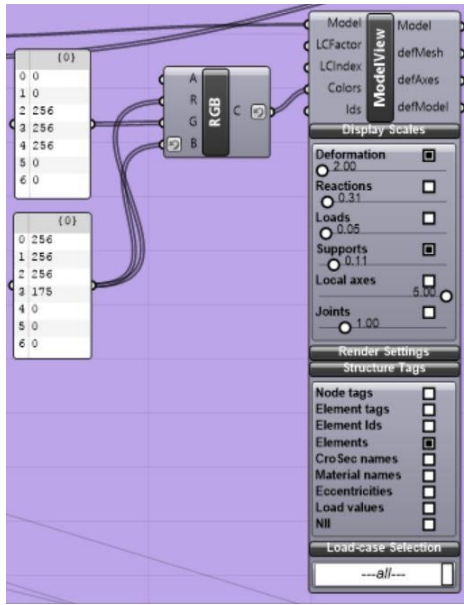 {0}
0 0
1 0
2 256
3 256
4 256
5 0
6 0
{0}
0 256
1 256
2 256
3 175
4 0
5 0
6 0
A
R
G
B
RGB
C
Model
LCFactor
LCIndex
Colors
Ids
ModelView
Model
defMesh
defAxes
defModel
Display Scales
Deformation
2.00
Reactions
0.31
Loads
0.05
Supports
0.11
Local axes
5.00
Joints
1.00
Render Settings
Structure Tags
Node tags
Element tags
Element Ids
Elements
CroSec names
Material names
Eccentricities
Load values
NII
Load-case Selection
---all---